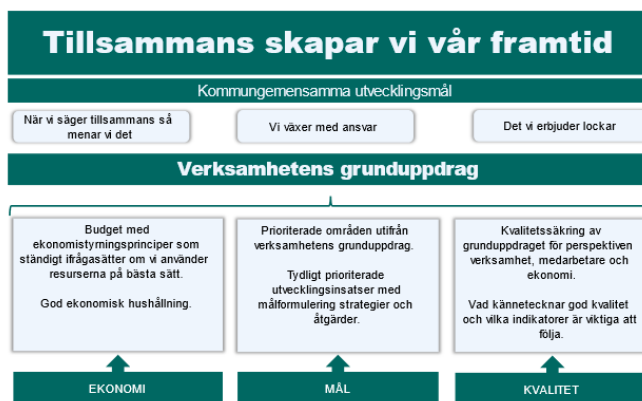 Tillsammans skapar vi vår framtid
Kommungemensamma utvecklingsmål
När vi säger tillsammans så
menar vi det
Vi växer med ansvar
Det vi erbjuder lockar
Verksamhetens grunduppdrag
Budget med
ekonomistyrningsprinciper som
ständigt ifrågasätter om vi använder
resurserna på bästa sätt.
God ekonomisk hushållning.
Prioriterade områden utifrån
verksamhetens grunduppdrag.
Tydligt prioriterade
utvecklingsinsatser med
målformulering strategier och
åtgärder.
Kvalitetssäkring av
grunduppdraget för perspektiven
verksamhet, medarbetare och
ekonomi.
Vad kännetecknar god kvalitet
och vilka indikatorer är viktiga att
följa.
EKONOMI
MÅL
KVALITET